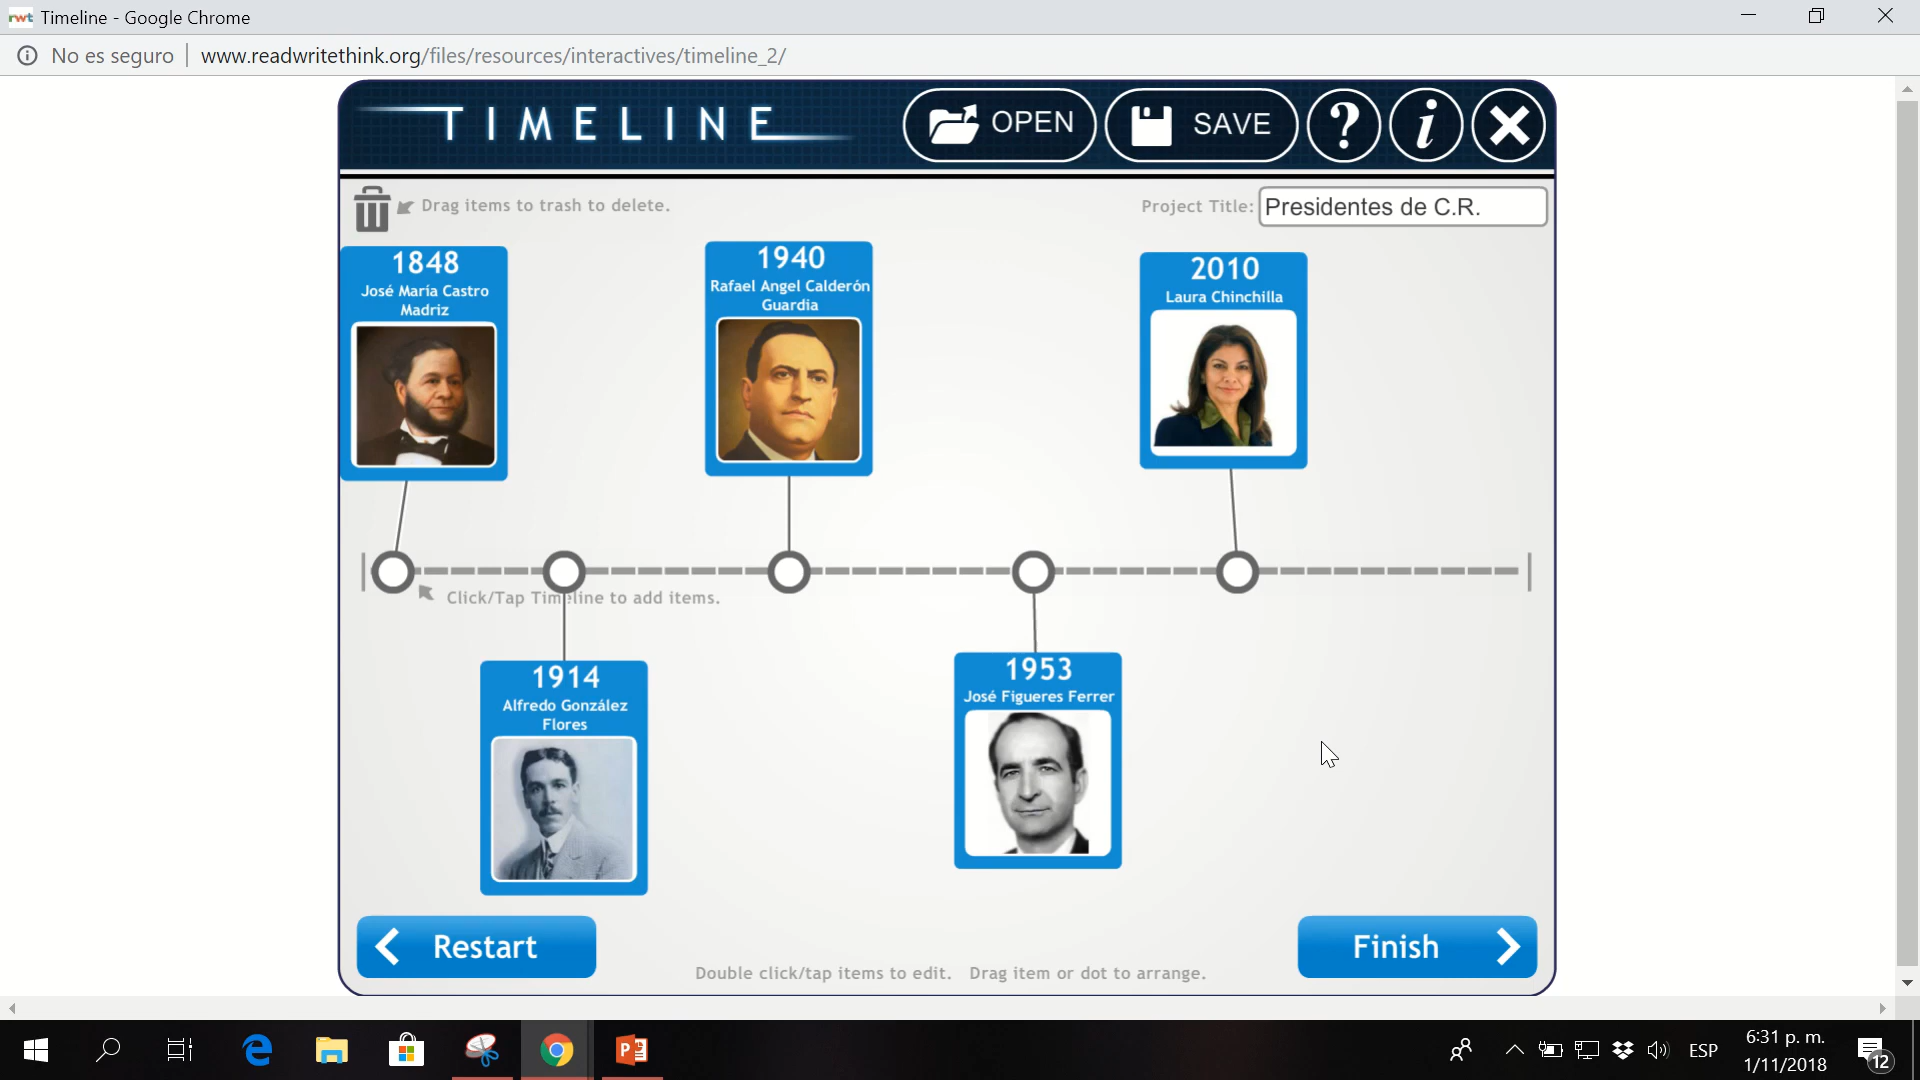 rwt Timeline - Google Chrome
No es seguro www.readwritethink.org/files/resources/interactives/timeline_2/
TIMELINE
OPEN
SAVE
?
i
Drag items to trash to delete.
Project Title: Presidentes de C.R.
1848
José María Castro
Madriz
1940
Rafael Angel Calderón
Guardia
2010
Laura Chinchilla
Click/Tap Timeline to add items.
1914
Alfredo González
Flores
1953
José Figueres Ferrer
Restart
Finish
Double click/tap items to edit. Drag item or dot to arrange.
ESP
6:31 p. m.
1/11/2018
12